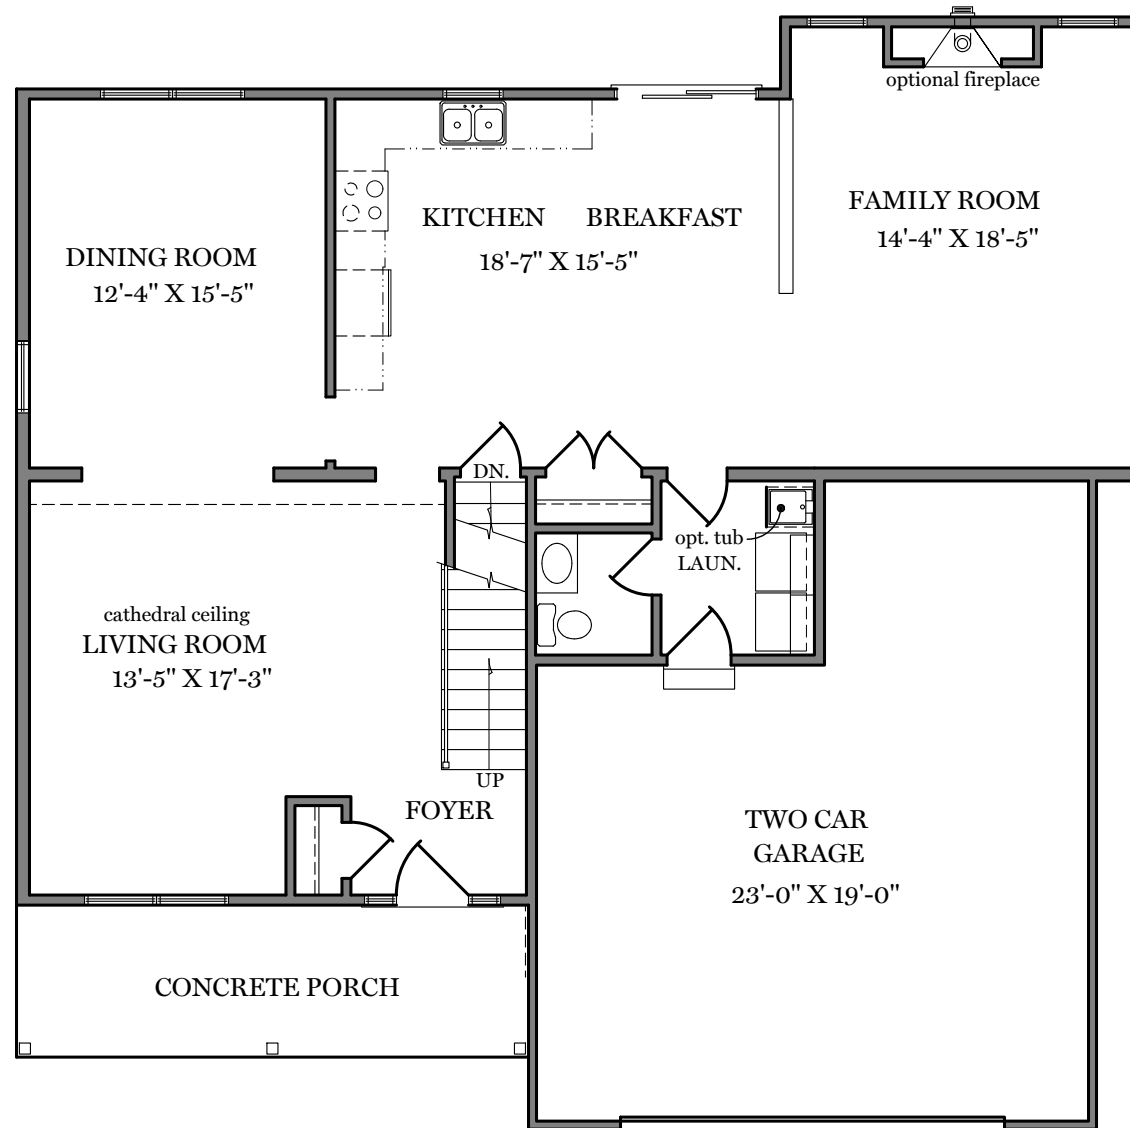 optional fireplace
FAMILY ROOM
14'-4" X 18'-5"
KITCHEN BREAKFAST
18'-7" X 15'-5"
DINING ROOM
12'-4" X 15'-5"
DN.
opt. tub
LAUN.
cathedral ceiling
LIVING ROOM
13'-5" X 17'-3"
UP
FOYER
TWO CAR
GARAGE
23'-0" X 19'-0"
CONCRETE PORCH